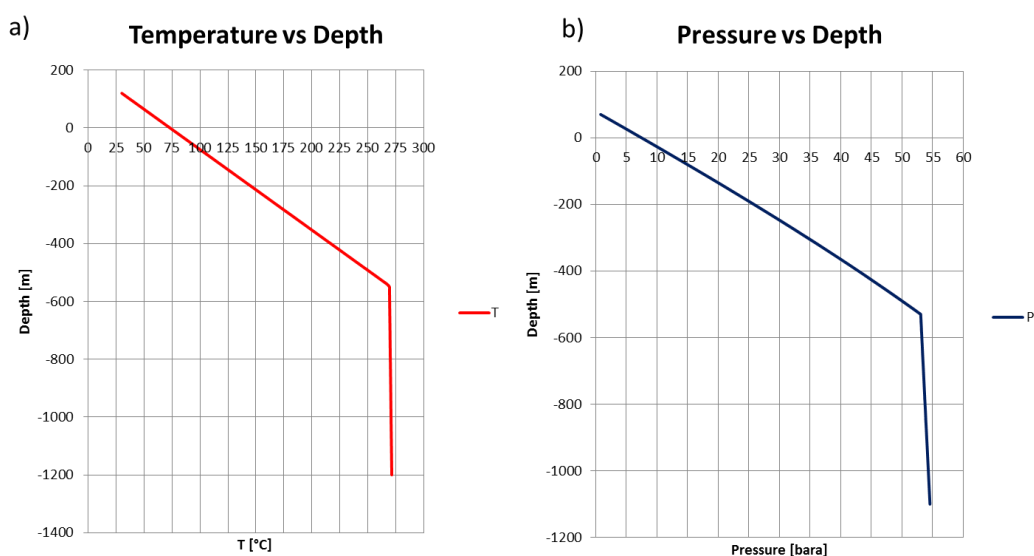 a)
Temperature vs Depth
200
0
-200
-400
-600
-800
-1000
-1200
-1400
0 25 50 75 100 125 150 175 200 225 250 275 300
Depth [m]
T [°C]
T
b)
Pressure vs Depth
200
0
-200
-400
-600
-800
-1000
-1200
0 5 10 15 20 25 30 35 40 45 50 55 60
Depth [m]
Pressure [bara]
P